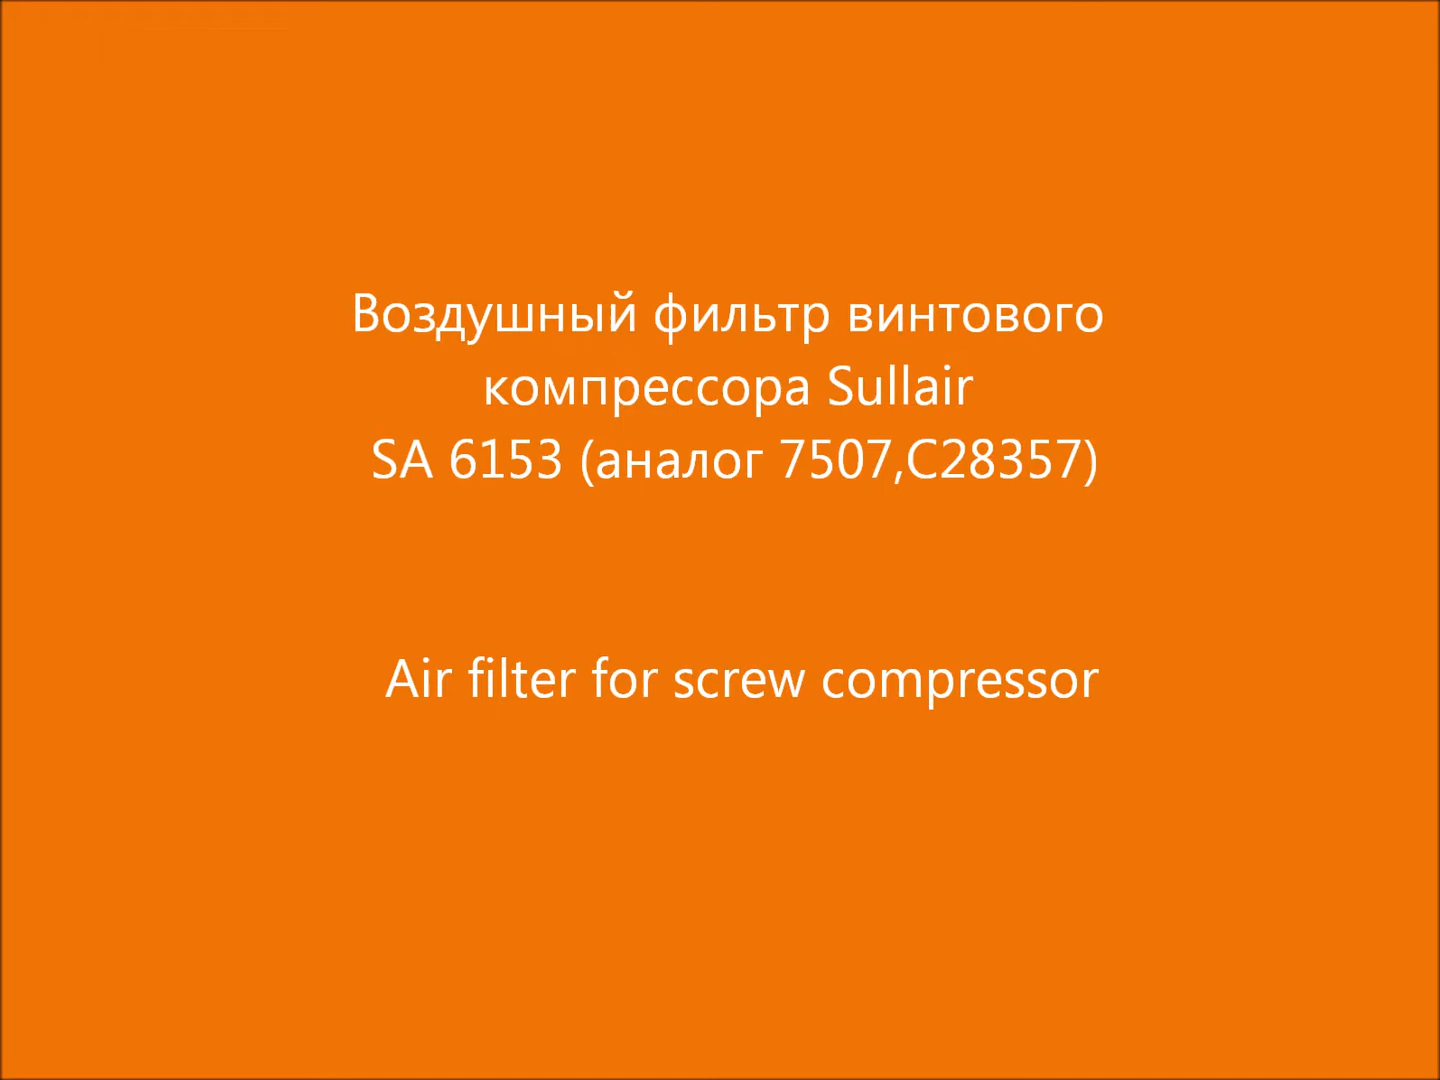 Воздушный фильтр винтового
компрессора Sullair
SA 6153 (аналог 7507,C28357)
Air filter for screw compressor